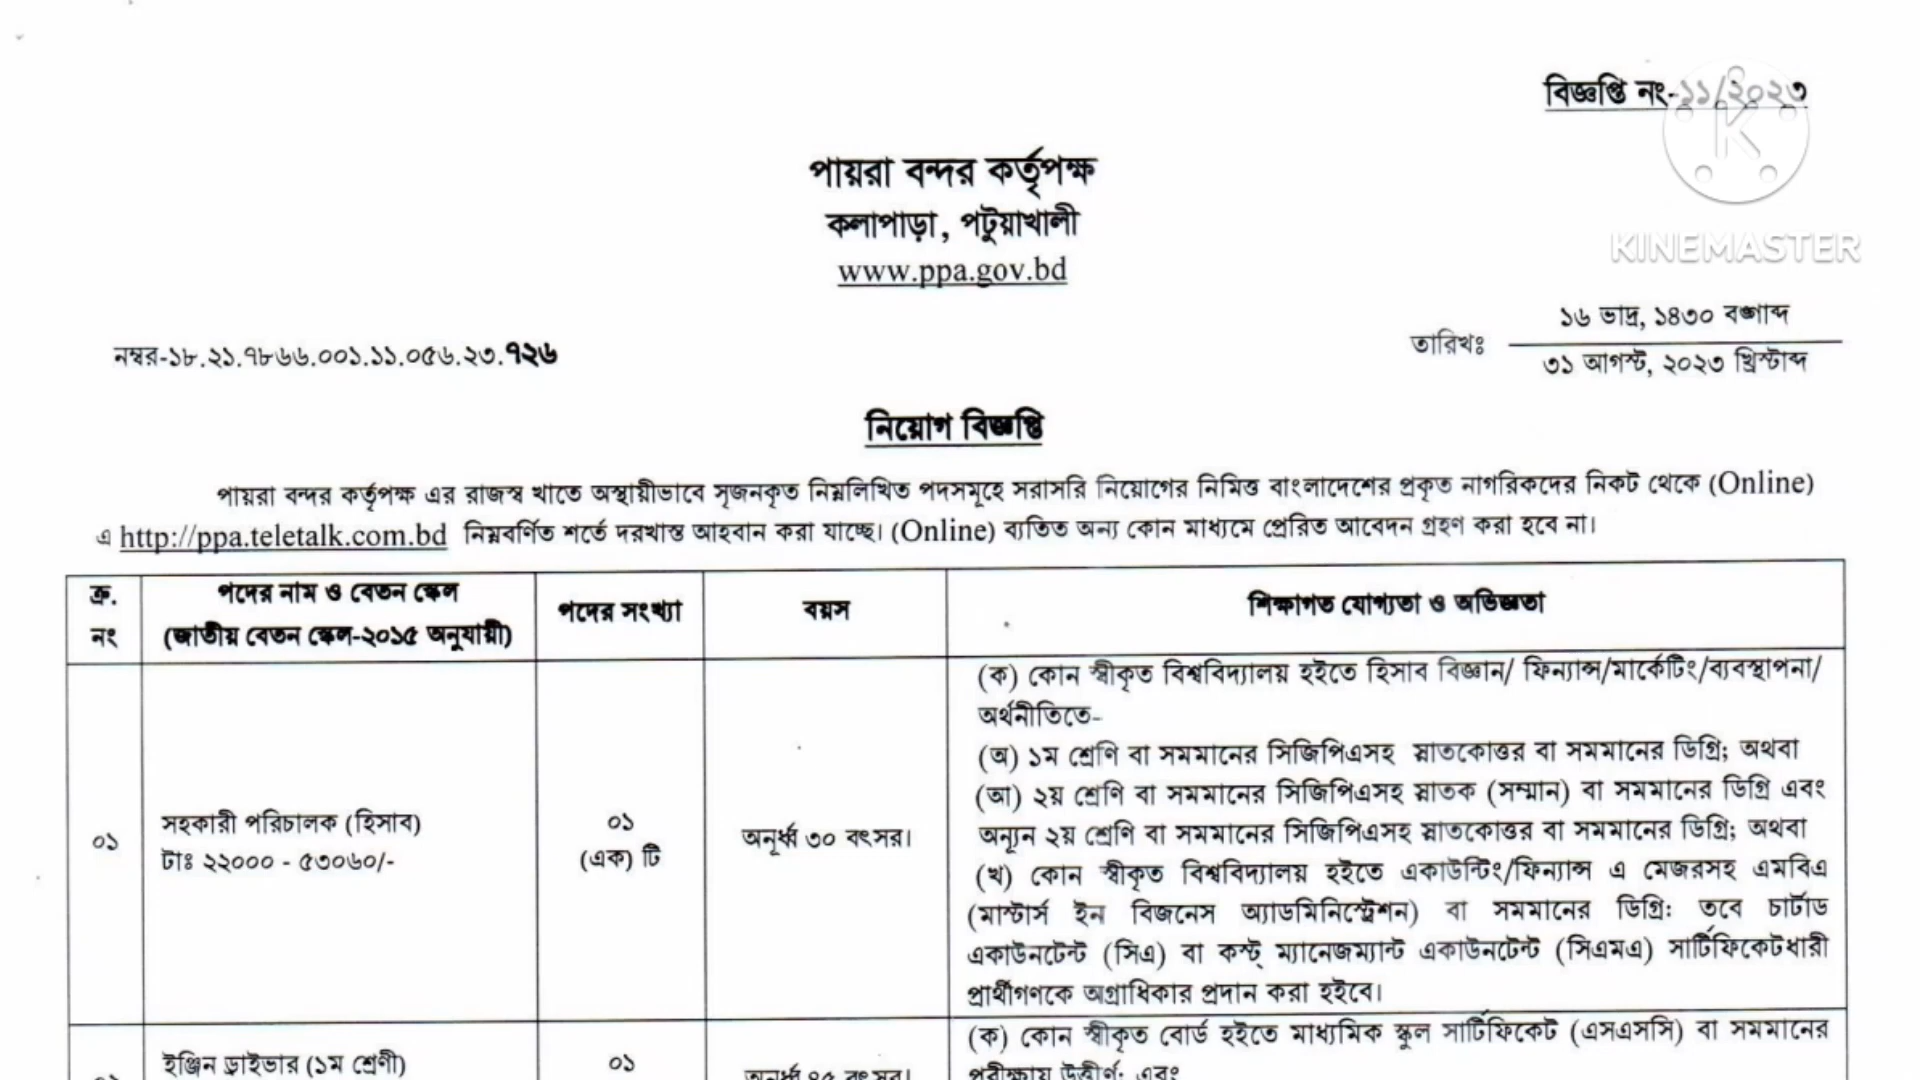 বিজ্ঞপ্তি নং-১১/২০২৩
KINEMASTER
পায়রা বন্দর কর্তৃপক্ষ
কলাপাড়া, পটুয়াখালী
www.ppa.gov.bd
নম্বর-১৮.২১.৭৮৬৬.০০১.১১.০৫৬.২৩.৭২৬
তারিখঃ
১৬ ভাদ্র, ১৪৩০ বঙ্গাব্দ
৩১ আগস্ট, ২০২৩ খ্রিস্টাব্দ
নিয়োগ বিজ্ঞপ্তি
পায়রা বন্দর কর্তৃপক্ষ এর রাজস্ব খাতে অস্থায়ীভাবে সৃজনকৃত নিম্নলিখিত পদসমূহে সরাসরি নিয়োগের নিমিত্ত বাংলাদেশের প্রকৃত নাগরিকদের নিকট থেকে (Online)
এ http://ppa.teletalk.com.bd নিম্নবর্ণিত শর্তে দরখাস্ত আহবান করা যাচ্ছে। (Online) ব্যতিত অন্য কোন মাধ্যমে প্রেরিত আবেদন গ্রহণ করা হবে না।
ক্র. নং
পদের নাম ও বেতন স্কেল
(জাতীয় বেতন স্কেল-২০১৫ অনুযায়ী)
পদের সংখ্যা
বয়স
শিক্ষাগত যোগ্যতা ও অভিজ্ঞতা
০১
সহকারী পরিচালক (হিসাব)
টাঃ ২২০০০ - ৫৩০৬০/-
০১
(এক) টি
অনূর্ধ্ব ৩০ বৎসর।
(ক) কোন স্বীকৃত বিশ্ববিদ্যালয় হইতে হিসাব বিজ্ঞান/ ফিন্যান্স/মার্কেটিং/ব্যবস্থাপনা/
অর্থনীতিতে-
(অ) ১ম শ্রেণি বা সমমানের সিজিপিএসহ স্নাতকোত্তর বা সমমানের ডিগ্রি; অথবা
(আ) ২য় শ্রেণি বা সমমানের সিজিপিএসহ স্নাতক (সম্মান) বা সমমানের ডিগ্রি এবং
অন্যূন ২য় শ্রেণি বা সমমানের সিজিপিএসহ স্নাতকোত্তর বা সমমানের ডিগ্রি; অথবা
(খ) কোন স্বীকৃত বিশ্ববিদ্যালয় হইতে একাউন্টিং/ফিন্যান্স এ মেজরসহ এমবিএ
(মাস্টার্স ইন বিজনেস অ্যাডমিনিস্ট্রেশন) বা সমমানের ডিগ্রি: তবে চার্টাড
একাউনটেন্ট (সিএ) বা কস্ট্ ম্যানেজম্যান্ট একাউনটেন্ট (সিএমএ) সার্টিফিকেটধারী
প্রার্থীগণকে অগ্রাধিকার প্রদান করা হইবে।
ইঞ্জিন ড্রাইভার (১ম শ্রেণী)
০১
অনূর্ধ্ব ৪৫ বৎসর।
(ক) কোন স্বীকৃত বোর্ড হইতে মাধ্যমিক স্কুল সার্টিফিকেট (এসএসসি) বা সমমানের
পরীক্ষায় উত্তীর্ণ; এবং